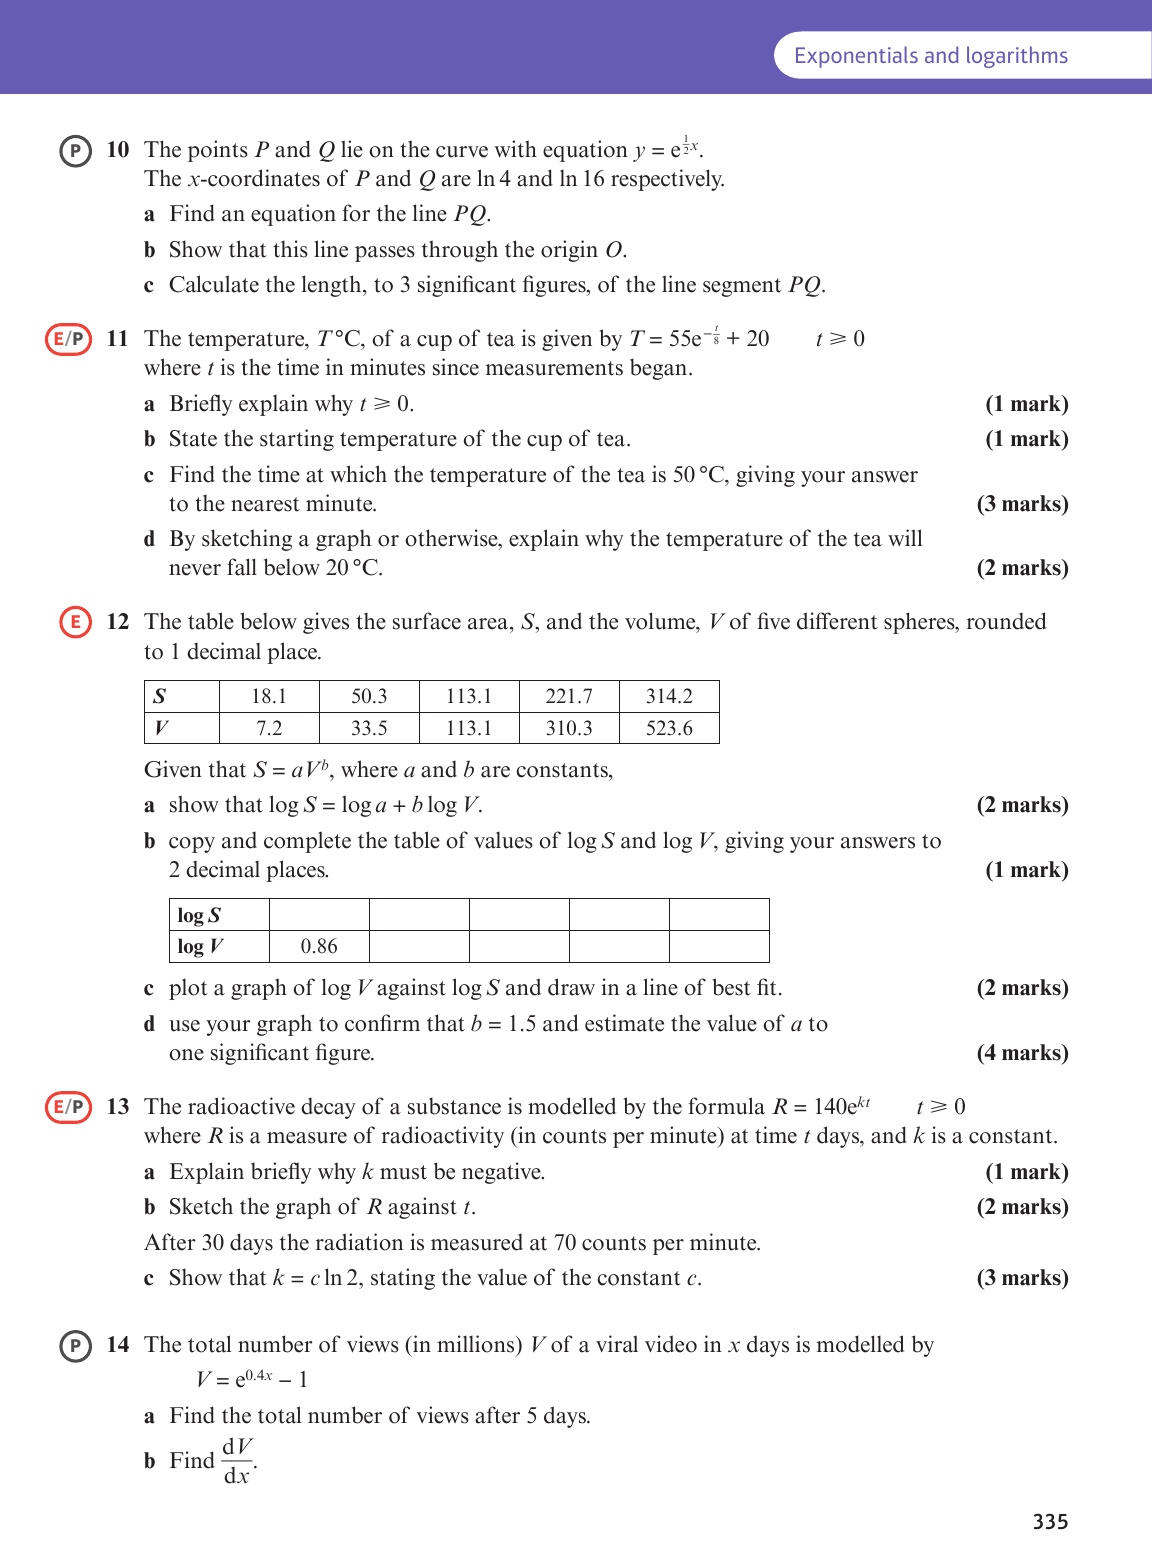 Exponentials and logarithms
P 10 The points P and Q lie on the curve with equation y = e^{\frac{1}{2}x}.
The x-coordinates of P and Q are ln 4 and ln 16 respectively.
a Find an equation for the line PQ.
b Show that this line passes through the origin O.
c Calculate the length, to 3 significant figures, of the line segment PQ.
E/P 11 The temperature, T °C, of a cup of tea is given by T = 55e^{-\frac{t}{8}} + 20 t ⩾ 0
where t is the time in minutes since measurements began.
a Briefly explain why t ⩾ 0. (1 mark)
b State the starting temperature of the cup of tea. (1 mark)
c Find the time at which the temperature of the tea is 50 °C, giving your answer
to the nearest minute. (3 marks)
d By sketching a graph or otherwise, explain why the temperature of the tea will
never fall below 20 °C. (2 marks)
E 12 The table below gives the surface area, S, and the volume, V of five different spheres, rounded
to 1 decimal place.
S 18.1 50.3 113.1 221.7 314.2
V 7.2 33.5 113.1 310.3 523.6
Given that S = aV^b, where a and b are constants,
a show that log S = log a + b log V. (2 marks)
b copy and complete the table of values of log S and log V, giving your answers to
2 decimal places. (1 mark)
log S
log V 0.86
c plot a graph of log V against log S and draw in a line of best fit. (2 marks)
d use your graph to confirm that b = 1.5 and estimate the value of a to
one significant figure. (4 marks)
E/P 13 The radioactive decay of a substance is modelled by the formula R = 140e^{kt} t ⩾ 0
where R is a measure of radioactivity (in counts per minute) at time t days, and k is a constant.
a Explain briefly why k must be negative. (1 mark)
b Sketch the graph of R against t. (2 marks)
After 30 days the radiation is measured at 70 counts per minute.
c Show that k = c ln 2, stating the value of the constant c. (3 marks)
P 14 The total number of views (in millions) V of a viral video in x days is modelled by
V = e^{0.4x} − 1
a Find the total number of views after 5 days.
b Find \frac{dV}{dx}.
335